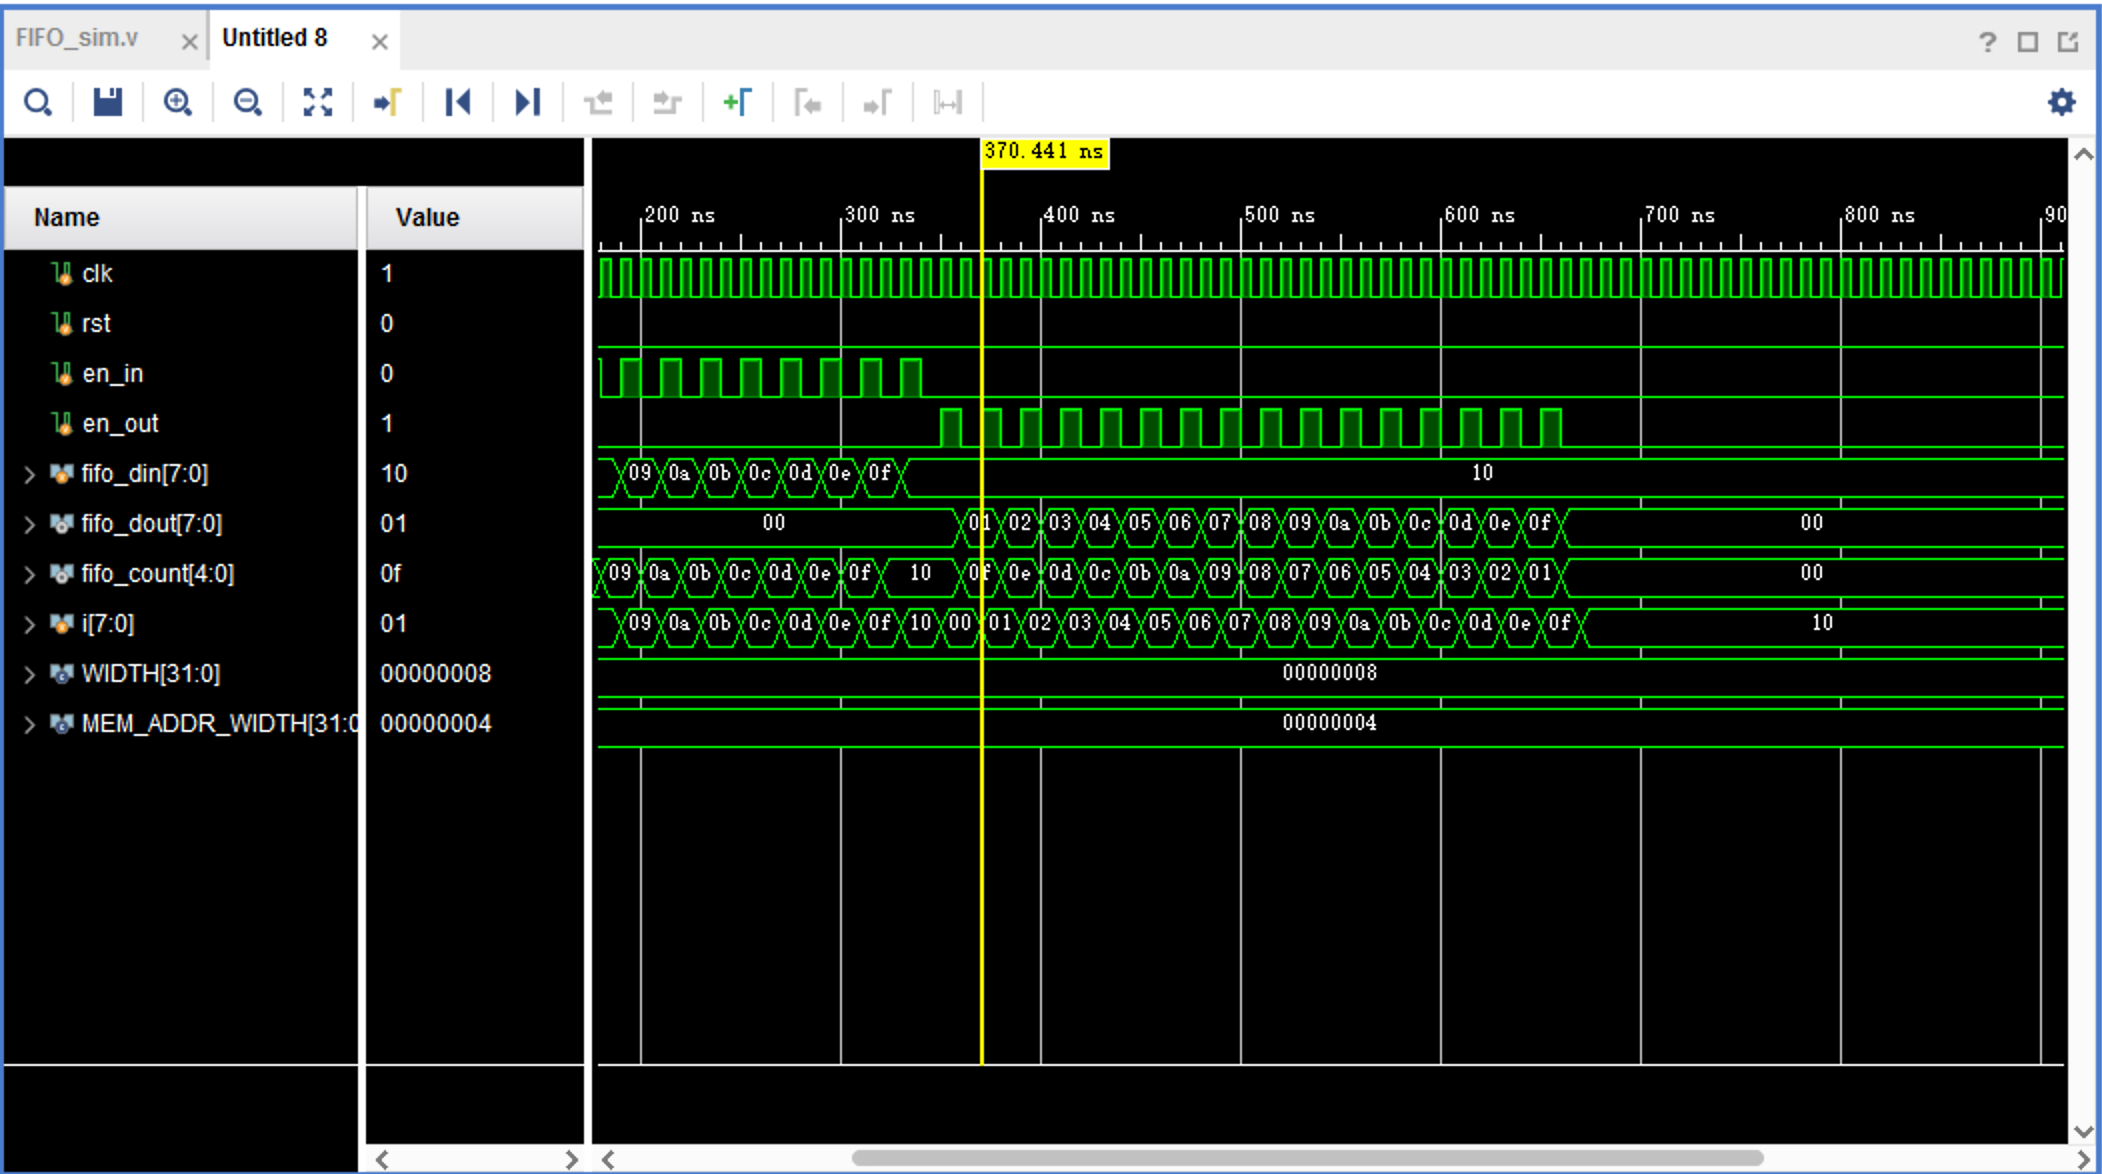 FIFO_sim.v
Untitled 8
?
370.441 ns
Name Value
200 ns 300 ns 400 ns 500 ns 600 ns 700 ns 800 ns 90
clk 1
rst 0
en_in 0
en_out 1
fifo_din[7:0] 10 09 0a 0b 0c 0d 0e 0f 10
fifo_dout[7:0] 01 00 01 02 03 04 05 06 07 08 09 0a 0b 0c 0d 0e 0f 00
fifo_count[4:0] 0f 09 0a 0b 0c 0d 0e 0f 10 0f 0e 0d 0c 0b 0a 09 08 07 06 05 04 03 02 01 00
i[7:0] 01 09 0a 0b 0c 0d 0e 0f 10 00 01 02 03 04 05 06 07 08 09 0a 0b 0c 0d 0e 0f 10
WIDTH[31:0] 00000008 00000008
MEM_ADDR_WIDTH[31:0 00000004 00000004